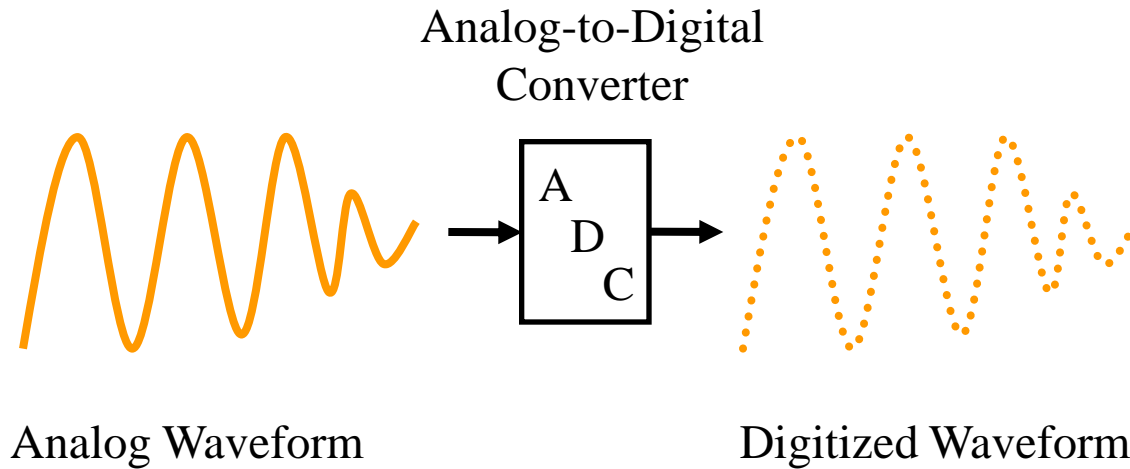 Analog-to-Digital
Converter
A
D
C
Analog Waveform
Digitized Waveform